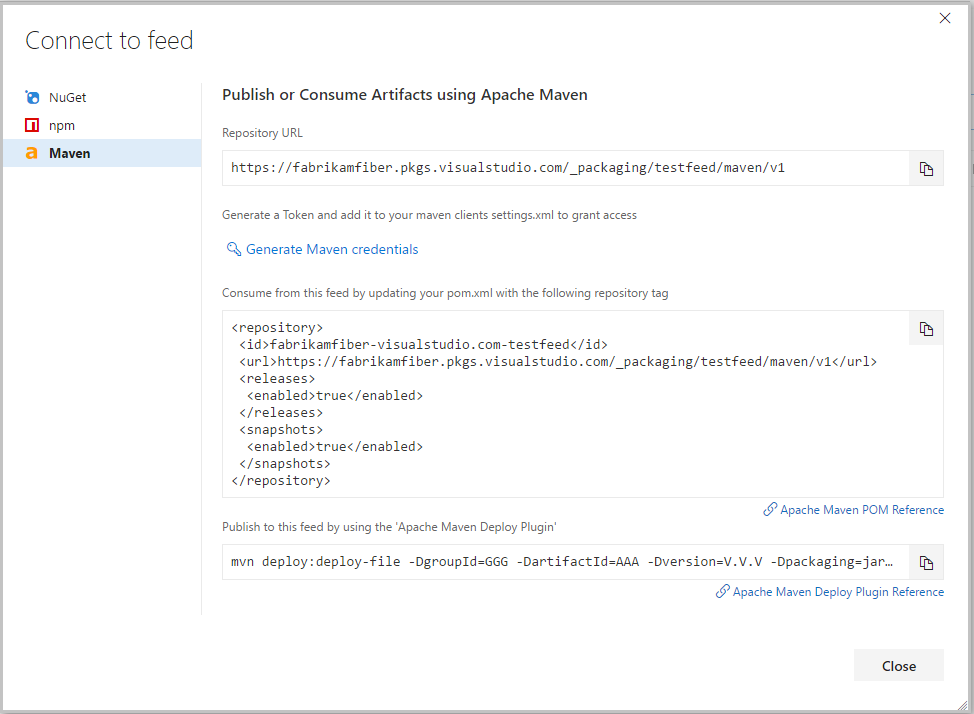 Connect to feed
NuGet
npm
Maven
Publish or Consume Artifacts using Apache Maven
Repository URL
https://fabrikamfiber.pkgs.visualstudio.com/_packaging/testfeed/maven/v1
Generate a Token and add it to your maven clients settings.xml to grant access
Generate Maven credentials
Consume from this feed by updating your pom.xml with the following repository tag
<repository>
<id>fabrikamfiber-visualstudio.com-testfeed</id>
<url>https://fabrikamfiber.pkgs.visualstudio.com/_packaging/testfeed/maven/v1</url>
<releases>
<enabled>true</enabled>
</releases>
<snapshots>
<enabled>true</enabled>
</snapshots>
</repository>
Apache Maven POM Reference
Publish to this feed by using the 'Apache Maven Deploy Plugin'
mvn deploy:deploy-file -DgroupId=GGG -DartifactId=AAA -Dversion=V.V.V -Dpackaging=jar…
Apache Maven Deploy Plugin Reference
Close